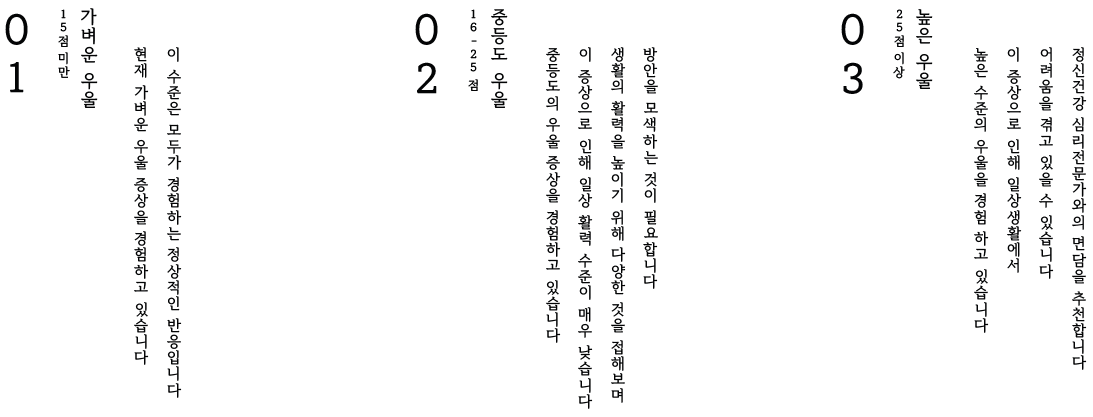 01
가벼운 우울
15점 미만
현재 가벼운 우울 증상을 경험하고 있습니다
이 수준은 모두가 경험하는 정상적인 반응입니다
02
중등도 우울
16-25점
중등도의 우울 증상을 경험하고 있습니다
이 증상으로 인해 일상 활력 수준이 매우 낮습니다
생활의 활력을 높이기 위해 다양한 것을 접해보며
방안을 모색하는 것이 필요합니다
03
높은 우울
25점 이상
높은 수준의 우울을 경험 하고 있습니다
이 증상으로 인해 일상생활에서
어려움을 겪고 있을 수 있습니다
정신건강 심리전문가와의 면담을 추천합니다